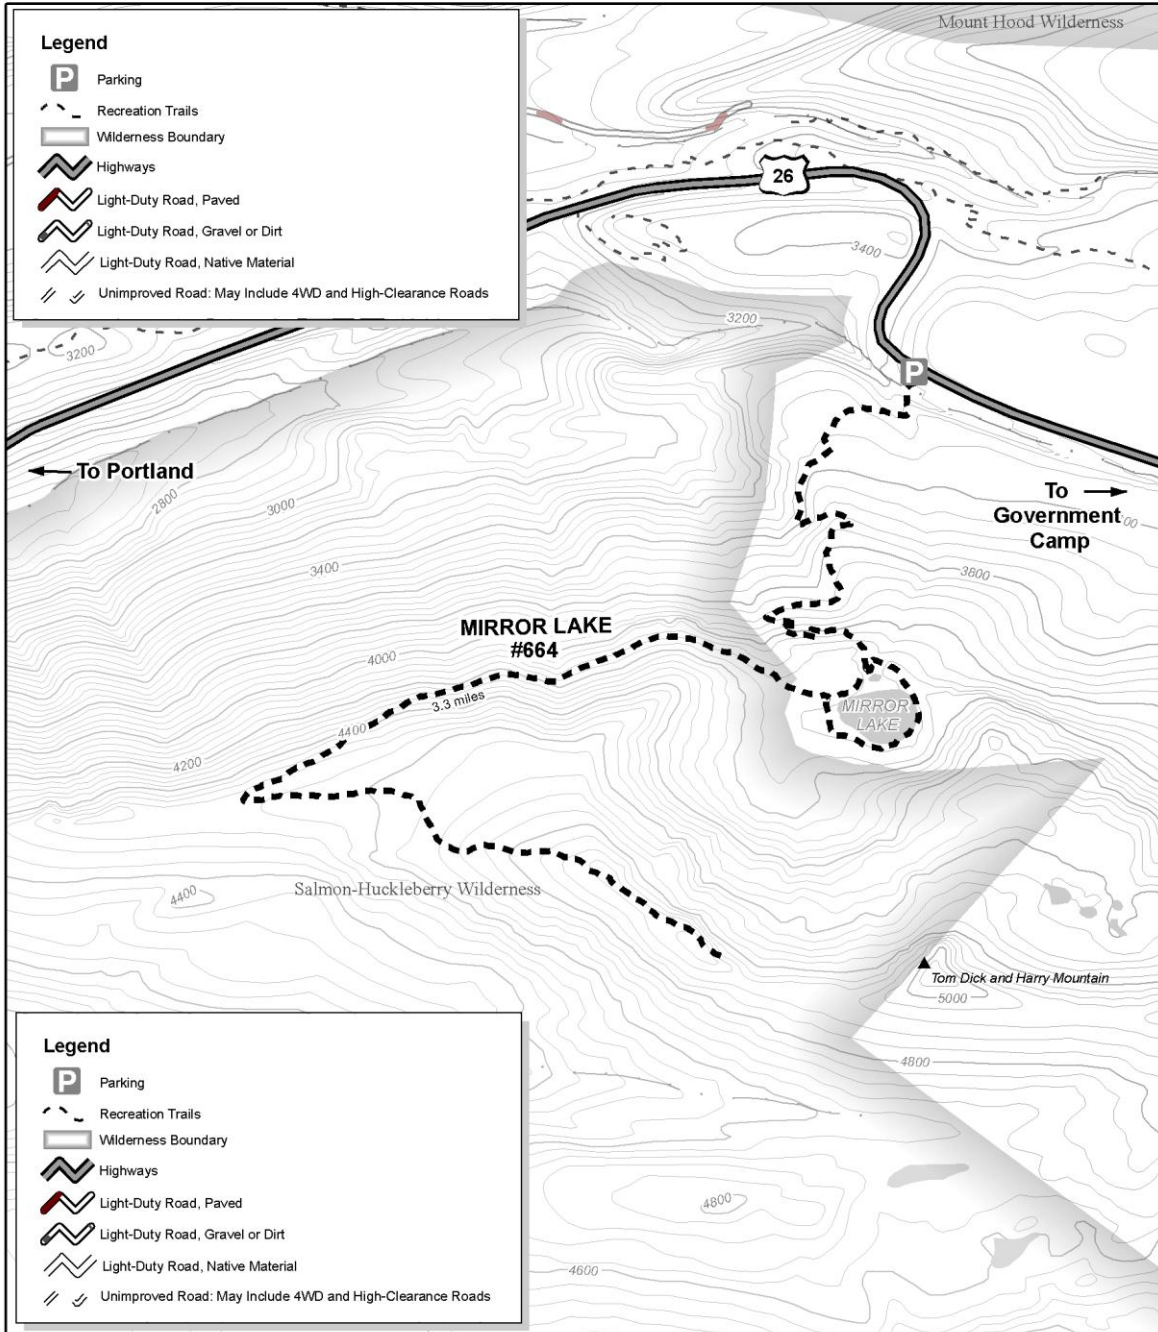 Mount Hood Wilderness
Legend
P
Parking
Recreation Trails
Wilderness Boundary
Highways
Light-Duty Road, Paved
Light-Duty Road, Gravel or Dirt
Light-Duty Road, Native Material
Unimproved Road: May Include 4WD and High-Clearance Roads
26
3400
3200
3200
P
To Portland
2800
3000
To
Government
Camp
3400
3600
MIRROR LAKE
#664
4000
3.3 miles
MIRROR
LAKE
4400
4200
Salmon-Huckleberry Wilderness
4400
Tom Dick and Harry Mountain
5000
4800
Legend
P
Parking
Recreation Trails
Wilderness Boundary
Highways
Light-Duty Road, Paved
Light-Duty Road, Gravel or Dirt
Light-Duty Road, Native Material
Unimproved Road: May Include 4WD and High-Clearance Roads
4800
4600